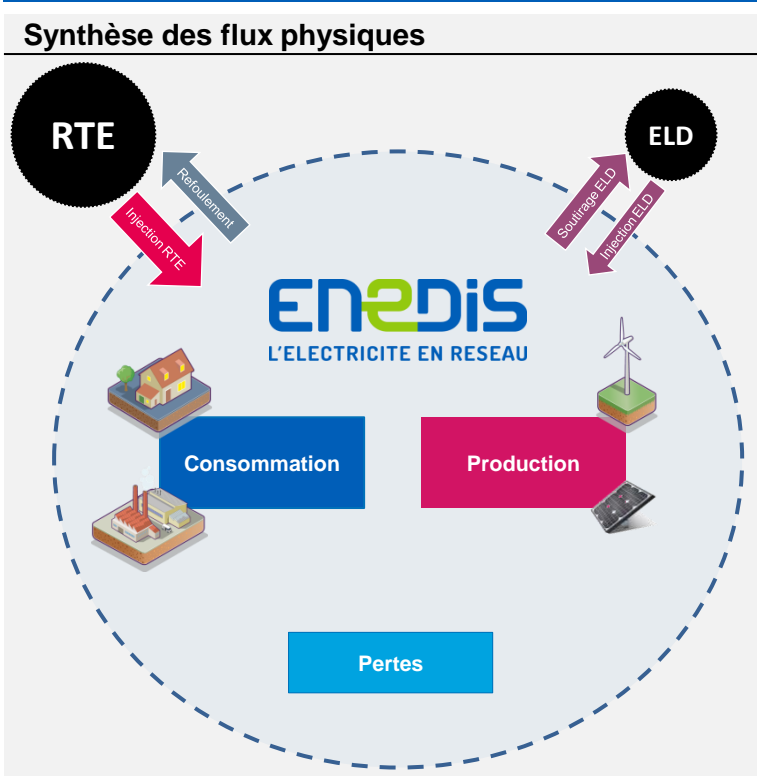 Synthèse des flux physiques
RTE
ELD
Refoulement
Injection RTE
Soutirage ELD
Injection ELD
ENEDIS
L'ELECTRICITE EN RESEAU
Consommation
Production
Pertes